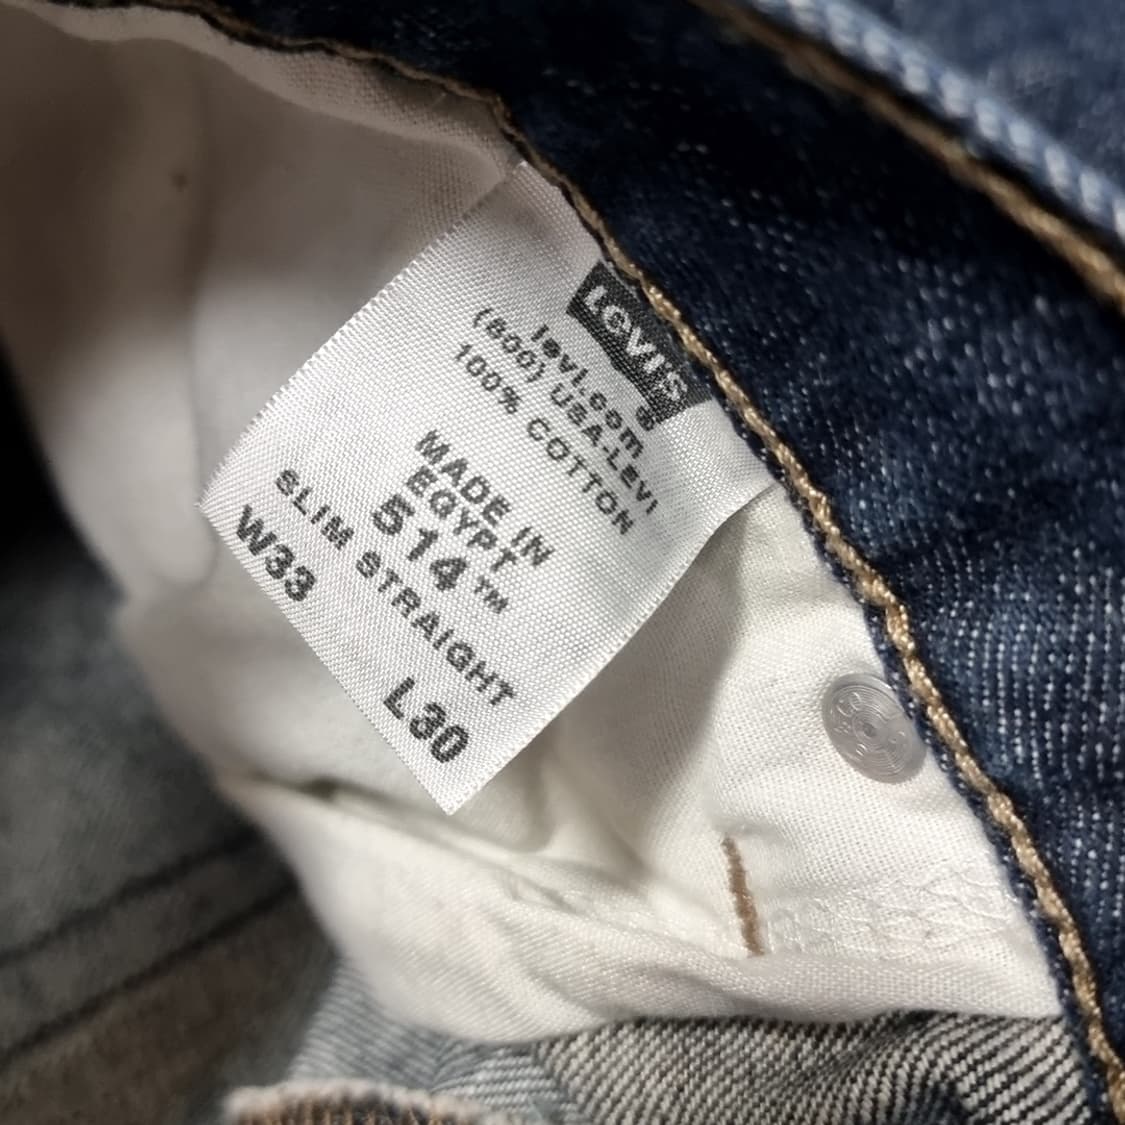 LEVI'S®
levi.com
(800) USA-LEVI
100% COTTON
MADE IN
EGYPT
514™
SLIM STRAIGHT
W33 L30